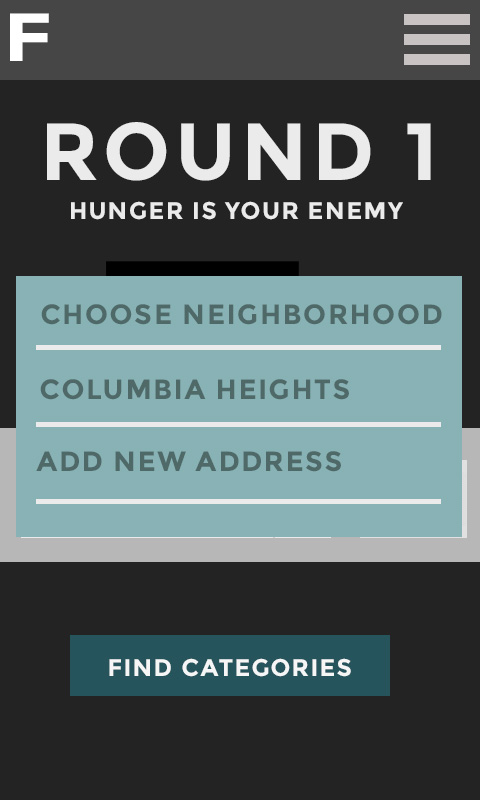 F
ROUND 1
HUNGER IS YOUR ENEMY
CHOOSE NEIGHBORHOOD
COLUMBIA HEIGHTS
ADD NEW ADDRESS
FIND CATEGORIES